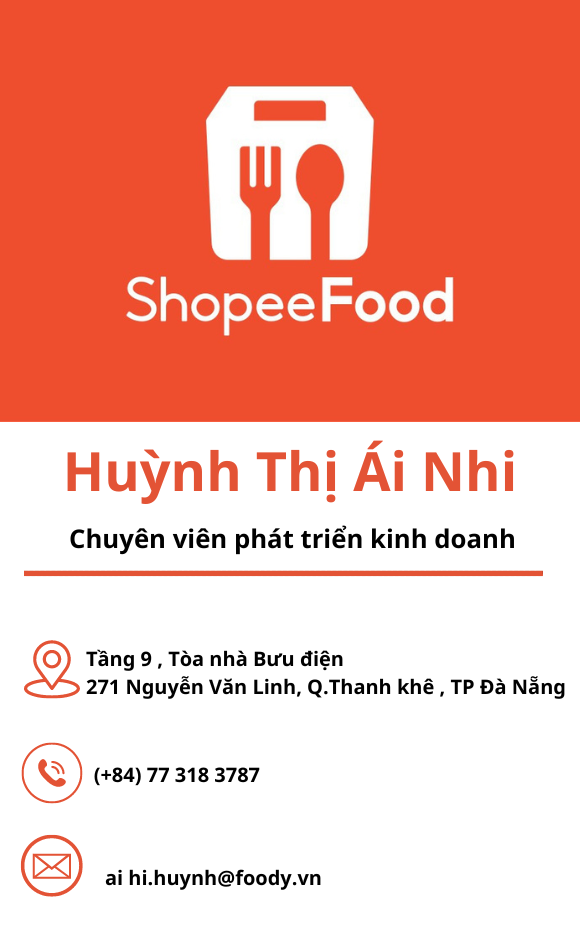 ShopeeFood
Huỳnh Thị Ái Nhi
Chuyên viên phát triển kinh doanh
Tầng 9 , Tòa nhà Bưu điện
271 Nguyễn Văn Linh, Q.Thanh khê , TP Đà Nẵng
(+84) 77 318 3787
ai hi.huynh@foody.vn